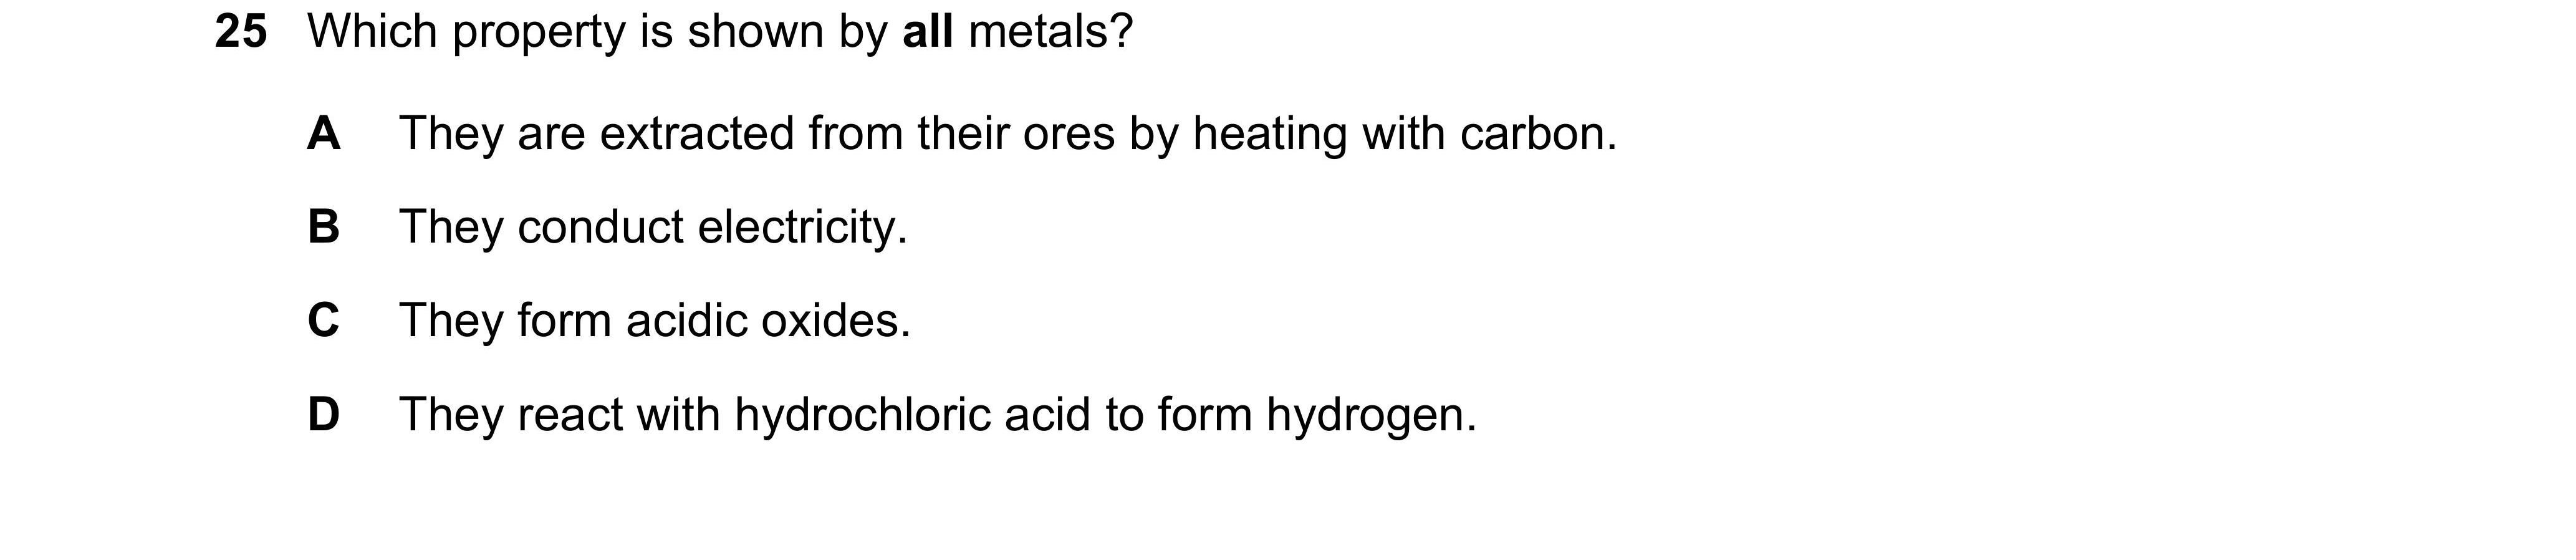 25 Which property is shown by all metals?
A They are extracted from their ores by heating with carbon.
B They conduct electricity.
C They form acidic oxides.
D They react with hydrochloric acid to form hydrogen.